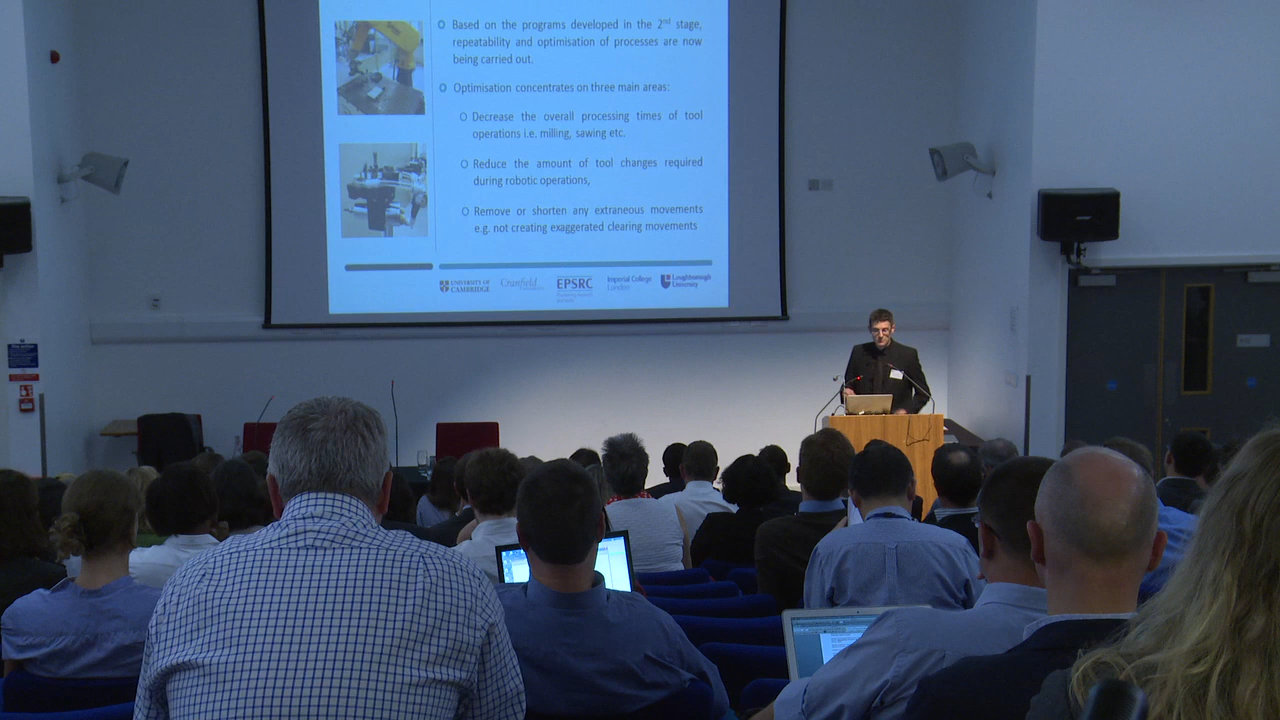 Based on the programs developed in the 2nd stage,
repeatability and optimisation of processes are now
being carried out.
Optimisation concentrates on three main areas:
Decrease the overall processing times of tool
operations i.e. milling, sawing etc.
Reduce the amount of tool changes required
during robotic operations,
Remove or shorten any extraneous movements
e.g. not creating exaggerated clearing movements
UNIVERSITY OF
CAMBRIDGE
Cranfield
EPSRC
Imperial College
London
Loughborough
University